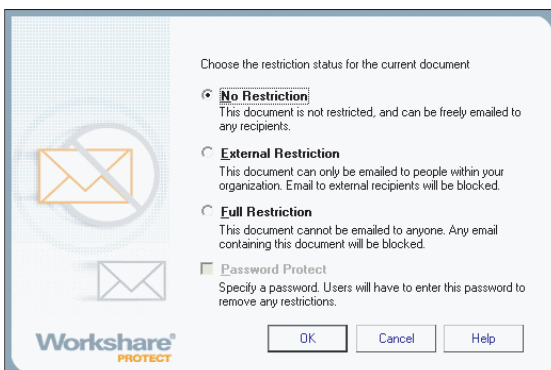 Choose the restriction status for the current document
No Restriction
This document is not restricted, and can be freely emailed to
any recipients.
External Restriction
This document can only be emailed to people within your
organization. Email to external recipients will be blocked.
Full Restriction
This document cannot be emailed to anyone. Any email
containing this document will be blocked.
Password Protect
Specify a password. Users will have to enter this password to
remove any restrictions.
Workshare®
PROTECT
OK Cancel Help